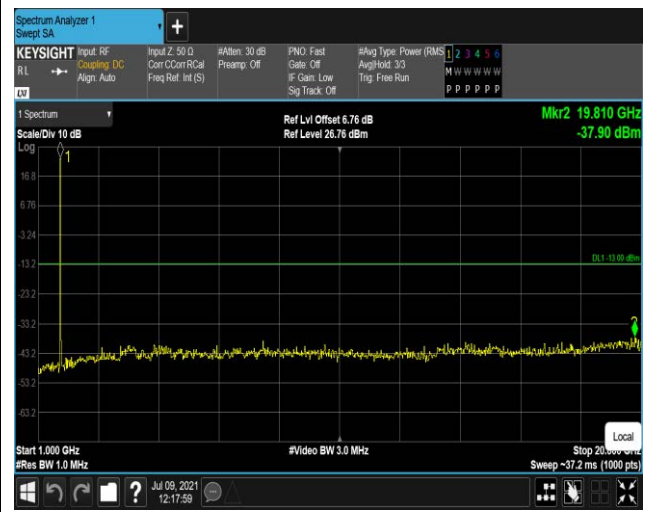 Spectrum Analyzer 1
Swept SA
KEYSIGHT
RL
LXI
Input: RF
Coupling: DC
Align: Auto
Input Z: 50 Ω
Corr CCorr RCal
Freq Ref: Int (S)
#Atten: 30 dB
Preamp: Off
PNO: Fast
Gate: Off
IF Gain: Low
Sig Track: Off
#Avg Type: Power (RMS
Avg|Hold: 3/3
Trig: Free Run
1 2 3 4 5 6
M W W W W W
P P P P P P
1 Spectrum
Scale/Div 10 dB
Ref Lvl Offset 6.76 dB
Ref Level 26.76 dBm
Mkr2 19.810 GHz
-37.90 dBm
Log
1
16.8
6.76
-3.24
-13.2
DL1 -13.00 dBm
-23.2
-33.2
2
-43.2
-53.2
-63.2
Local
Start 1.000 GHz
#Video BW 3.0 MHz
Stop 20.000 GHz
#Res BW 1.0 MHz
Sweep ~37.2 ms (1000 pts)
?
Jul 09, 2021
12:17:59